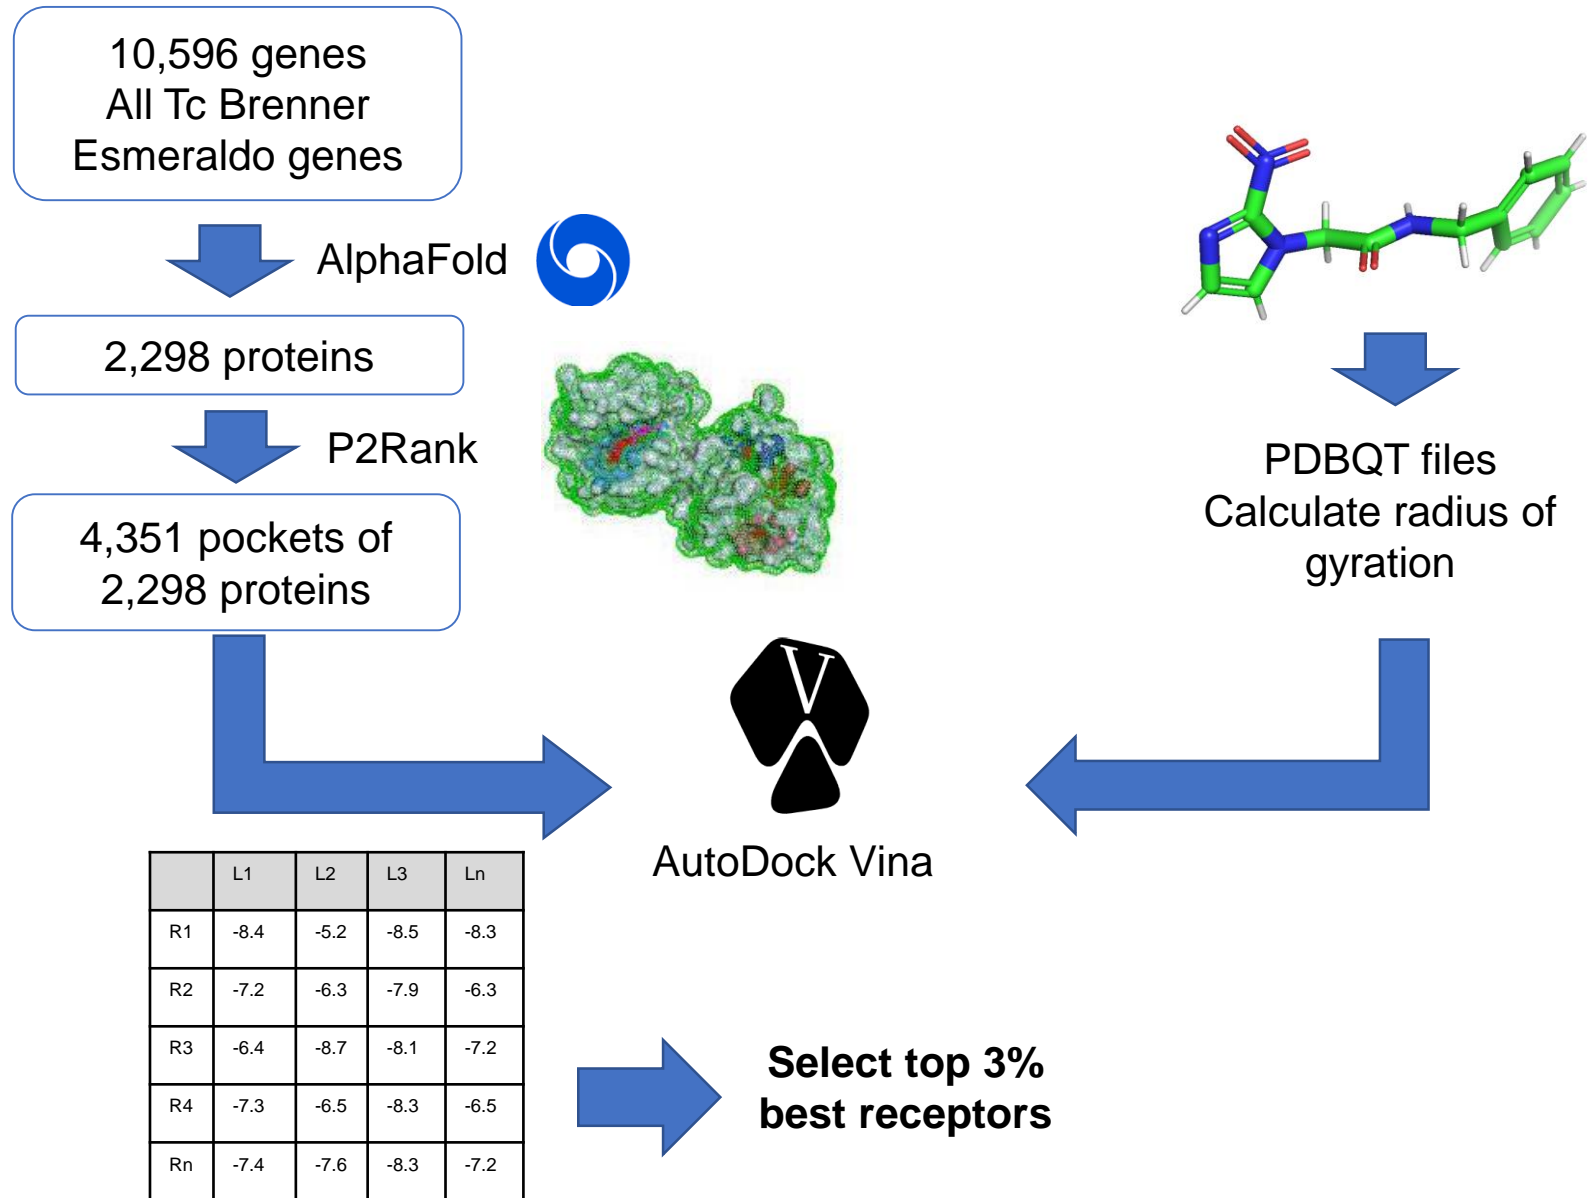 10,596 genes
All Tc Brenner
Esmeraldo genes
AlphaFold
2,298 proteins
P2Rank
4,351 pockets of
2,298 proteins
PDBQT files
Calculate radius of
gyration
V
AutoDock Vina
L1 L2 L3 Ln
R1 -8.4 -5.2 -8.5 -8.3
R2 -7.2 -6.3 -7.9 -6.3
R3 -6.4 -8.7 -8.1 -7.2
R4 -7.3 -6.5 -8.3 -6.5
Rn -7.4 -7.6 -8.3 -7.2
Select top 3%
best receptors